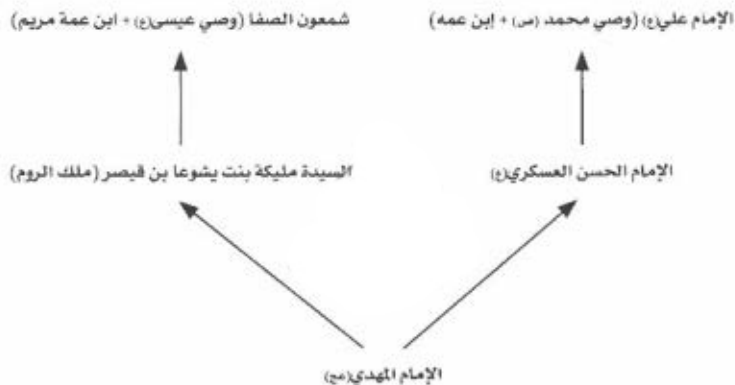 الإمام علي(ع) (وصي محمد (ص) + إبن عمه)
شمعون الصفا (وصي عيسى(ع) + ابن عمة مريم)
الإمام الحسن العسكري(ع)
السيدة مليكة بنت يشوعا بن قيصر (ملك الروم)
الإمام المهدي(عج)